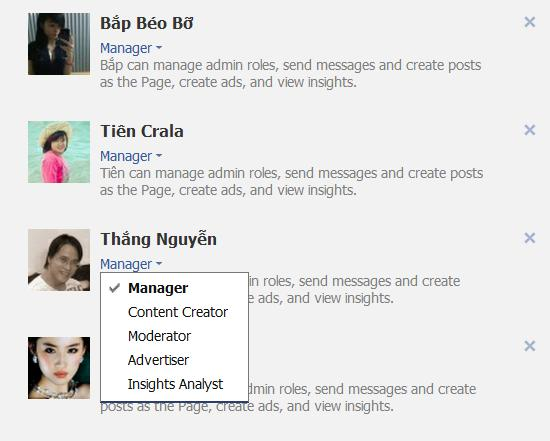 Bắp Béo Bỡ
Manager
Bắp can manage admin roles, send messages and create posts
as the Page, create ads, and view insights.
Tiên Crala
Manager
Tiên can manage admin roles, send messages and create posts
as the Page, create ads, and view insights.
Thắng Nguyễn
Manager
in roles, send messages and create
ads, and view insights.
Manager
Content Creator
Moderator
Advertiser
Insights Analyst
dmin roles, send messages and create
posts as the Page, create ads, and view insights.